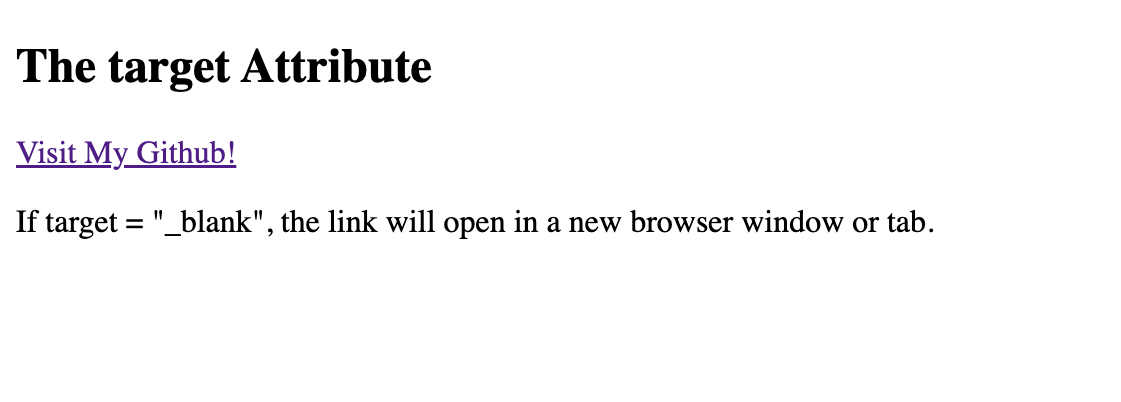 The target Attribute
Visit My Github!
If target = "_blank", the link will open in a new browser window or tab.